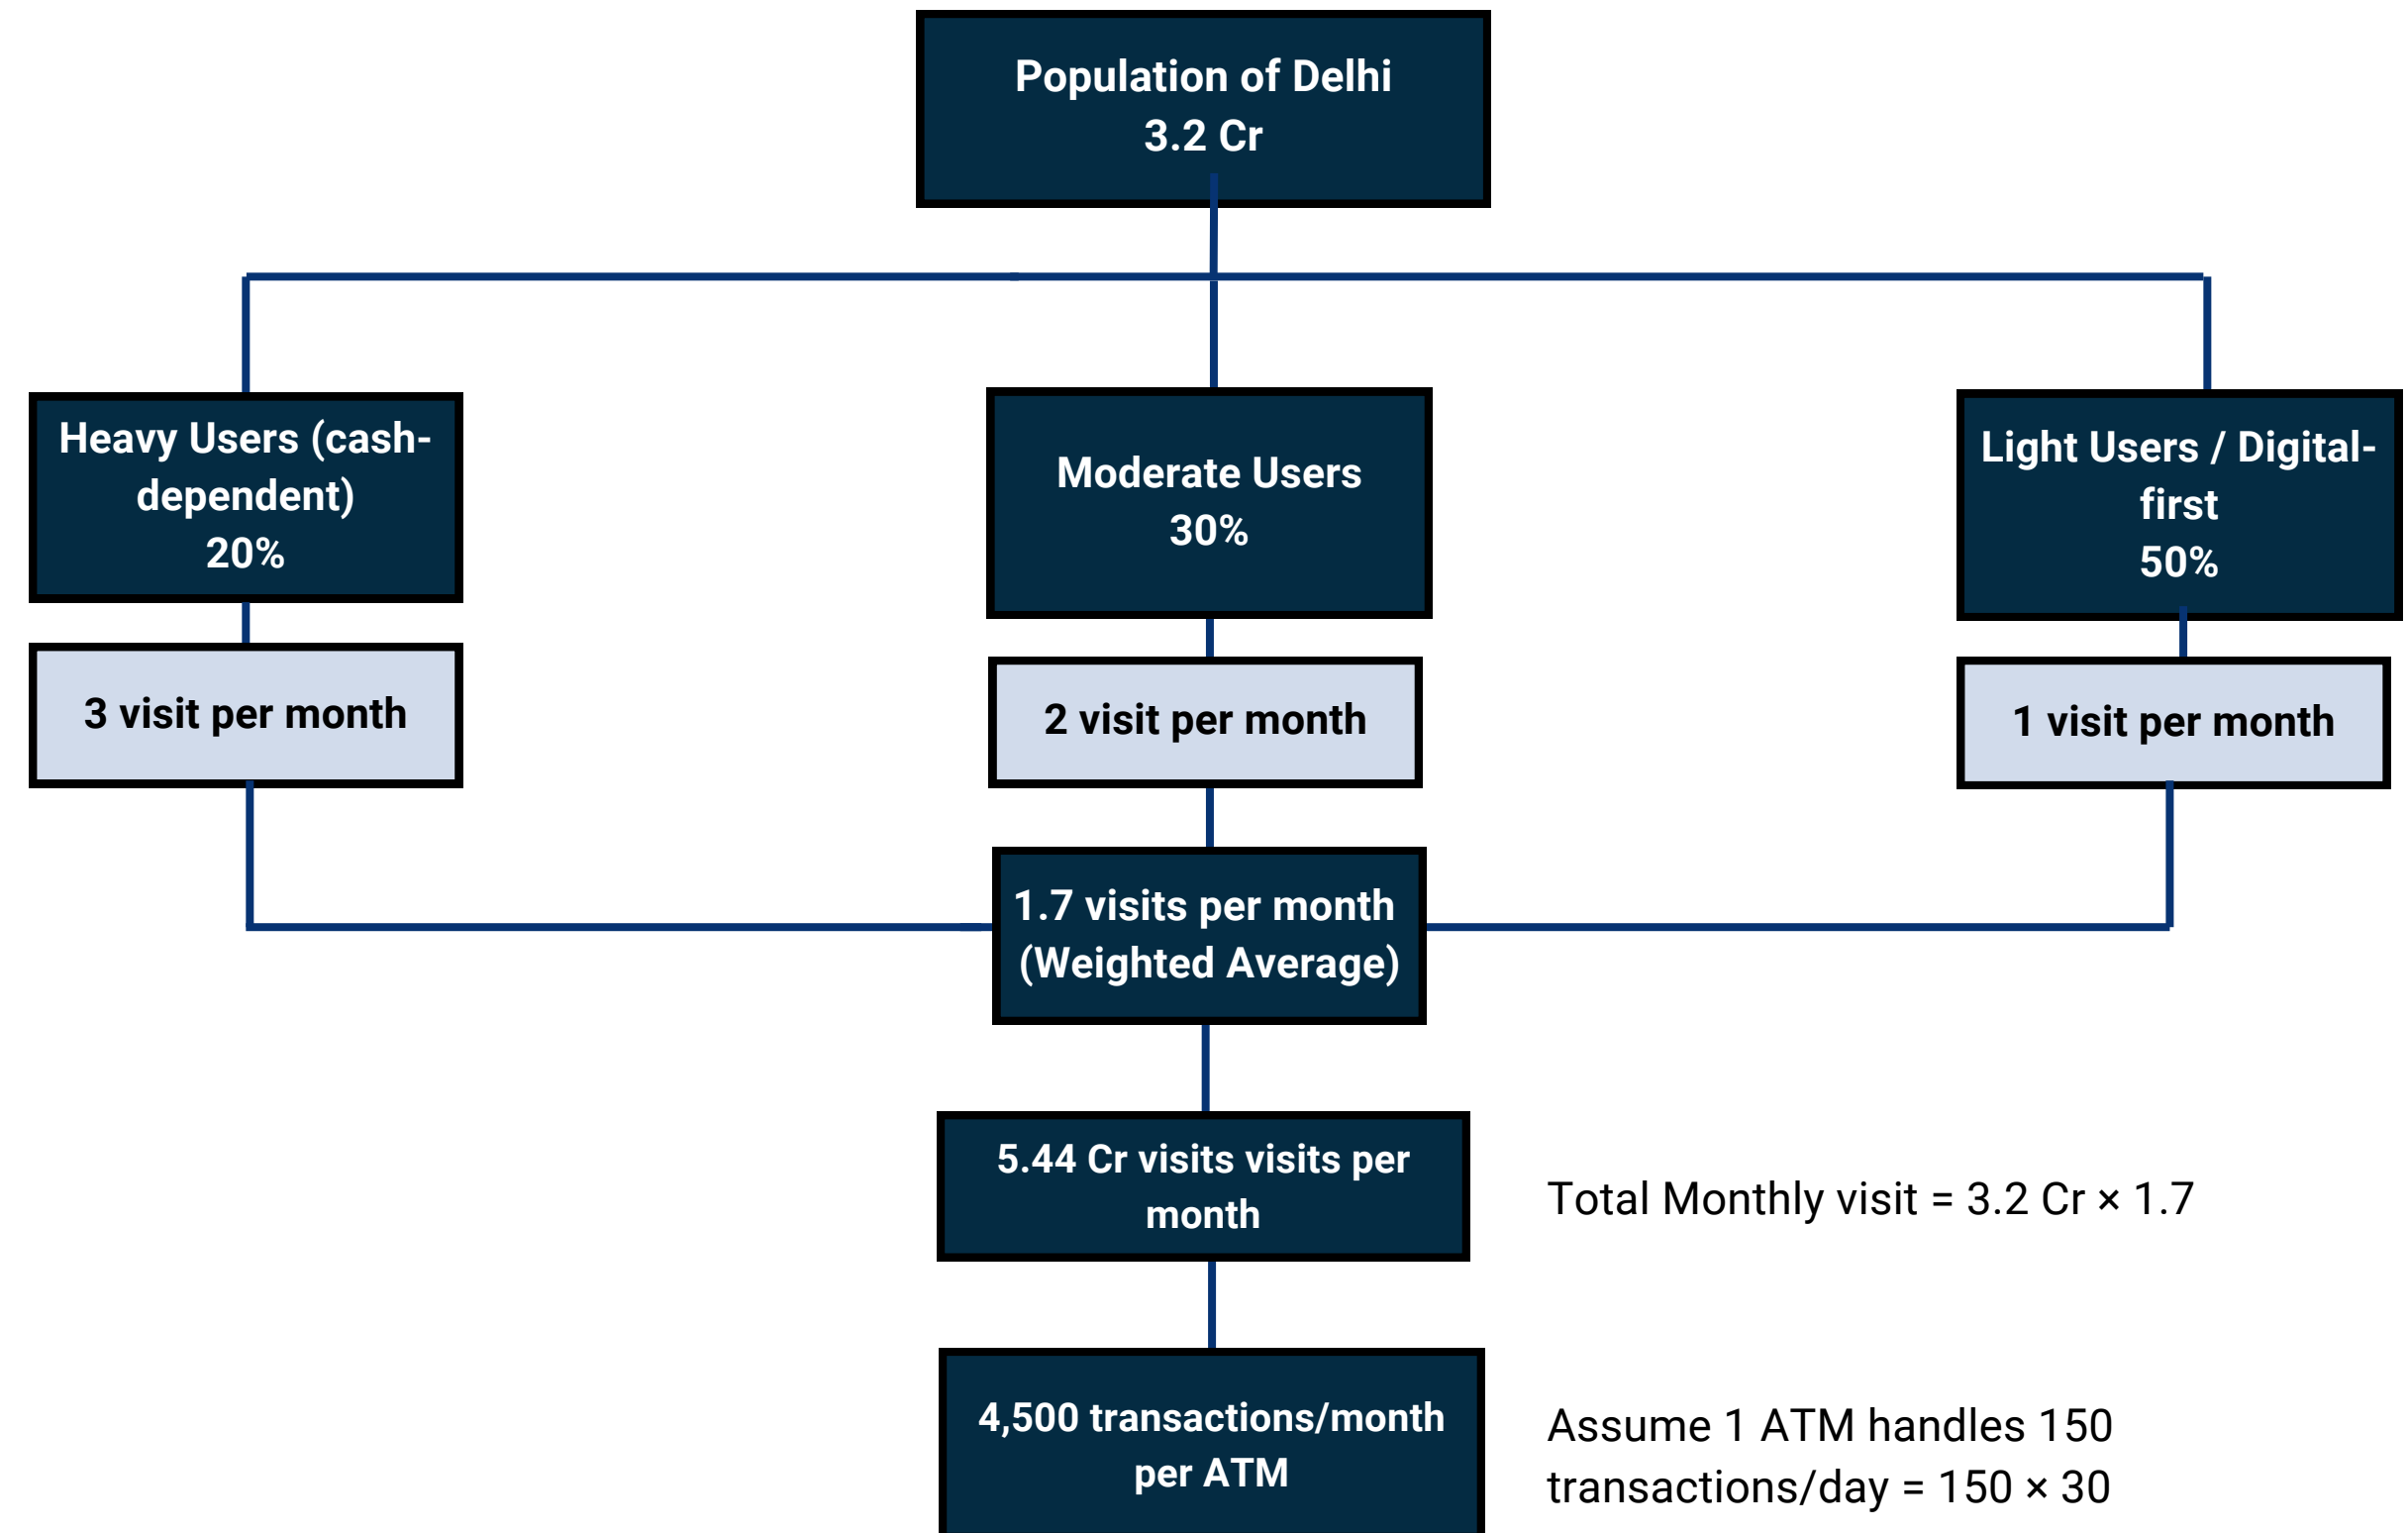 Population of Delhi
3.2 Cr
Heavy Users (cash-
dependent)
20%
Moderate Users
30%
Light Users / Digital-
first
50%
3 visit per month
2 visit per month
1 visit per month
1.7 visits per month
(Weighted Average)
5.44 Cr visits visits per
month
Total Monthly visit = 3.2 Cr × 1.7
4,500 transactions/month
per ATM
Assume 1 ATM handles 150
transactions/day = 150 × 30